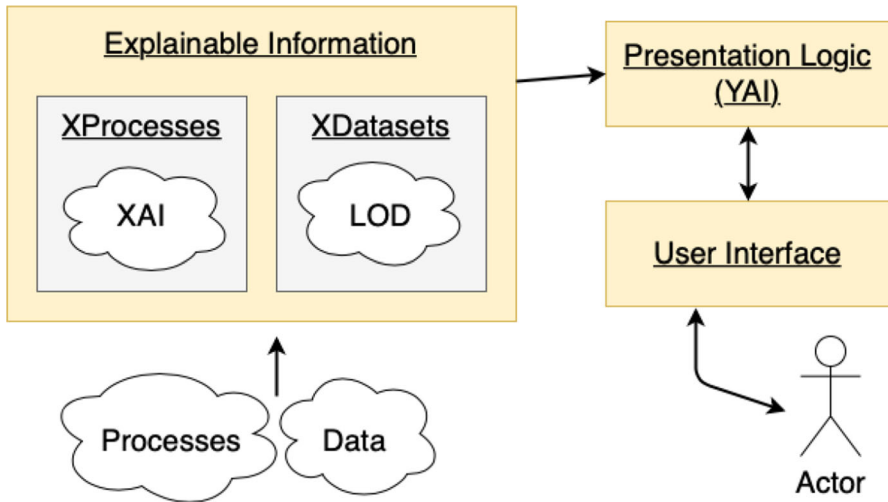 Explainable Information
XProcesses
XDatasets
XAI
LOD
Processes
Data
Presentation Logic
(YAI)
User Interface
Actor